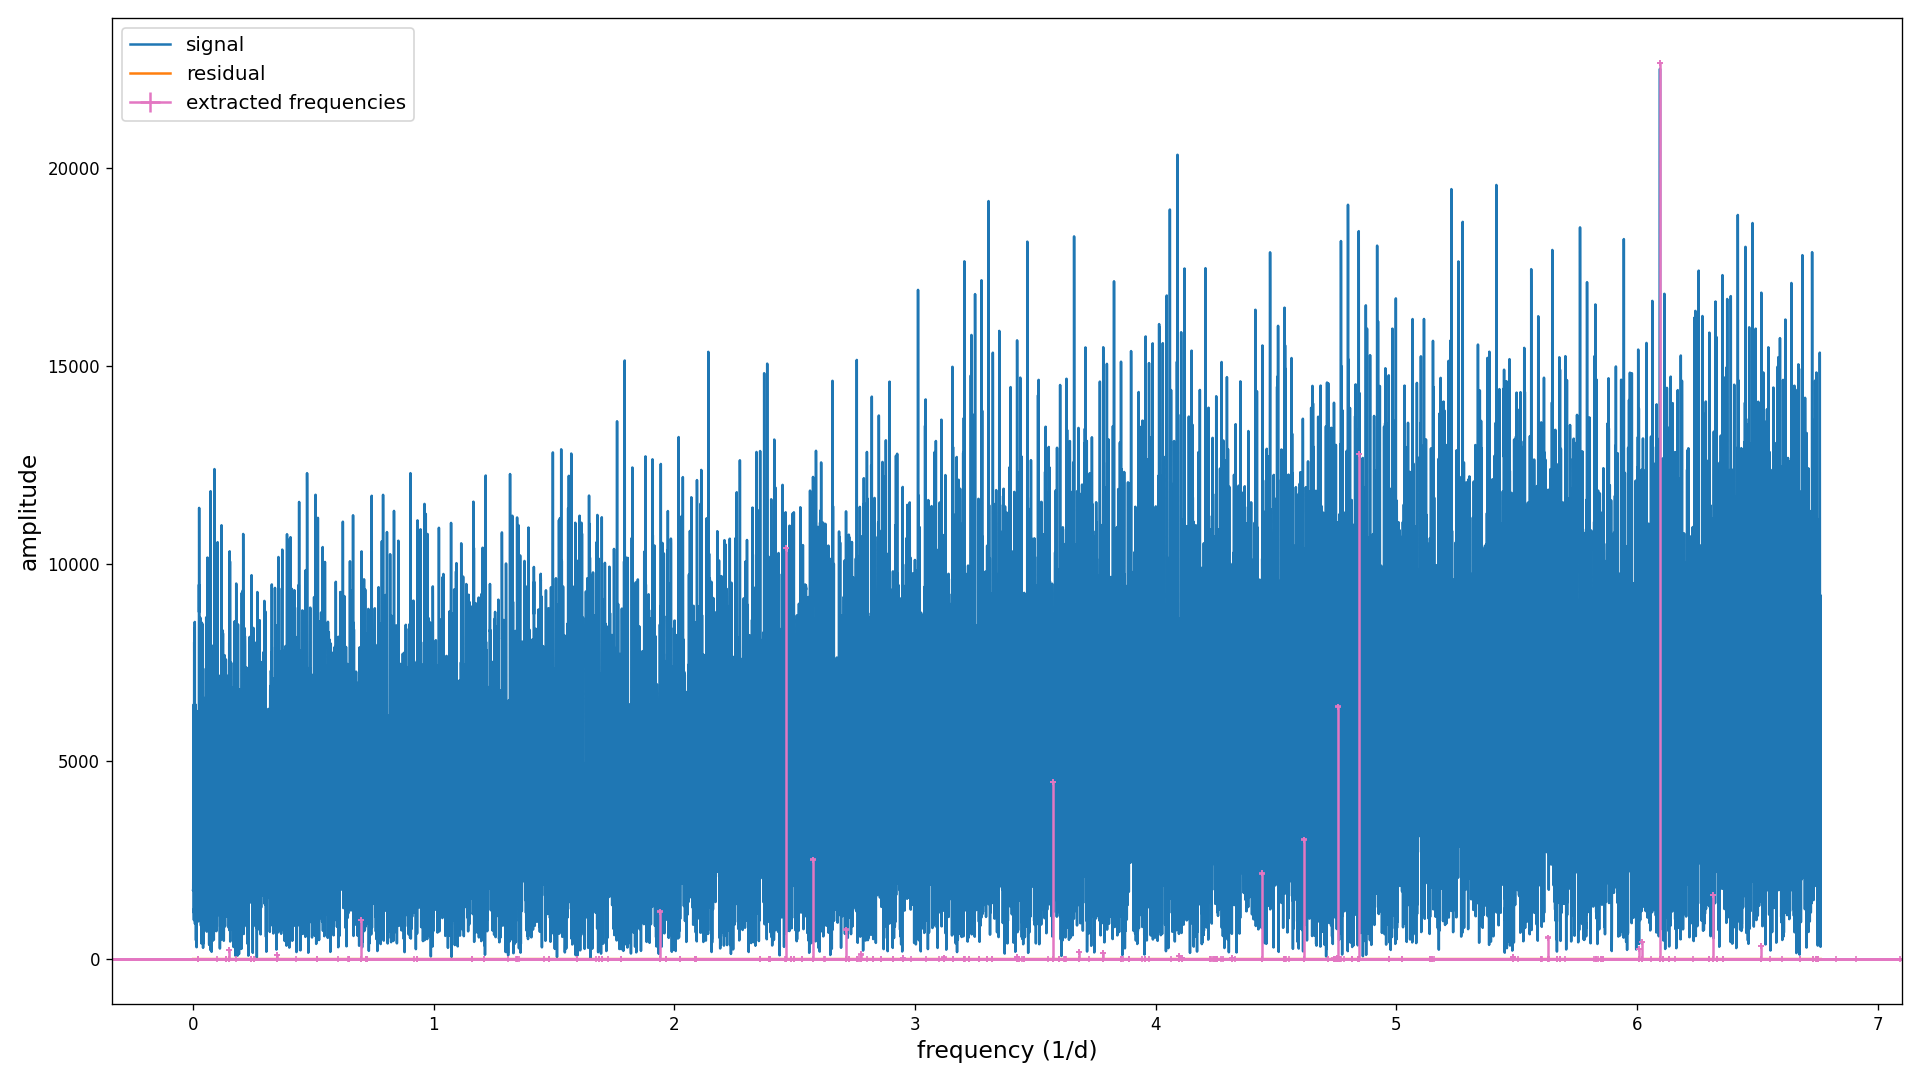 signal
residual
extracted frequencies
20000
15000
10000
5000
0
amplitude
0 1 2 3 4 5 6 7
frequency (1/d)